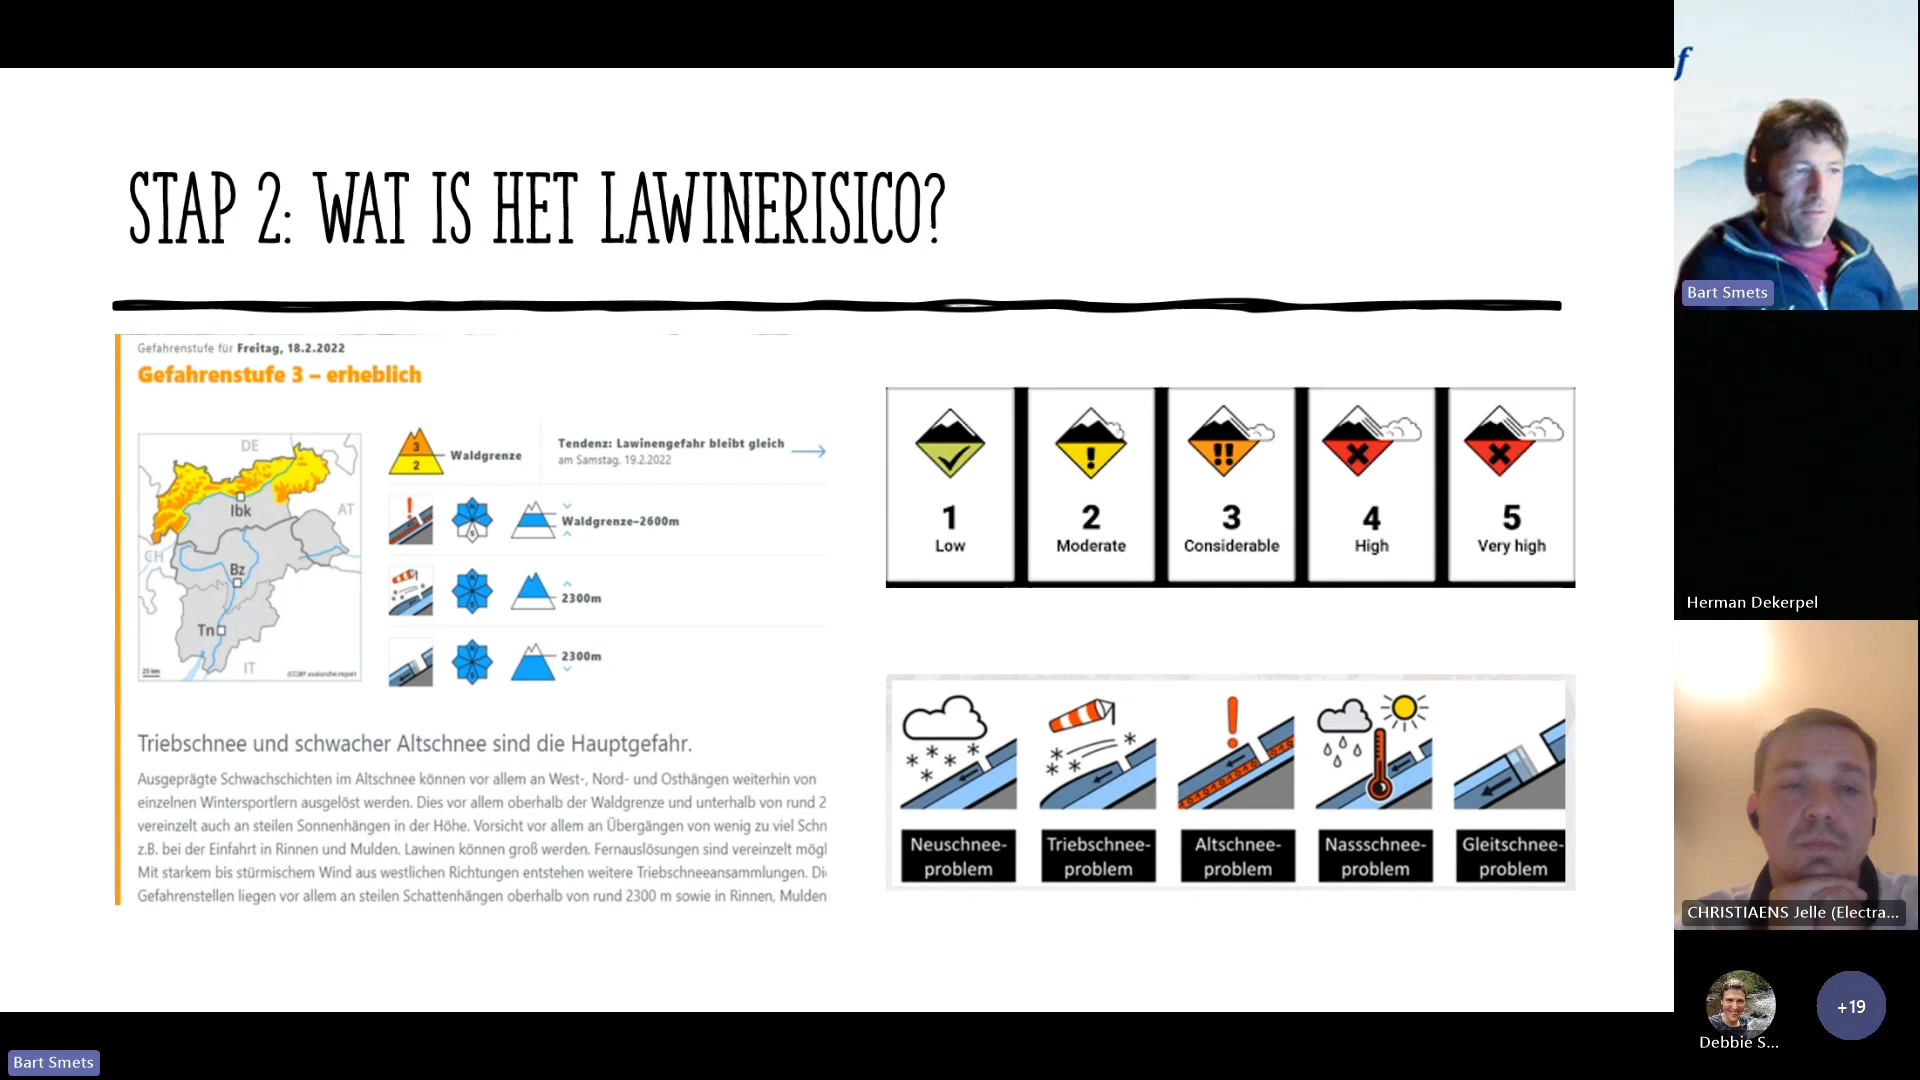 STAP 2: WAT IS HET LAWINERISICO?
Gefahrenstufe für Freitag, 18.2.2022
Gefahrenstufe 3 – erheblich
DE
Ibk
AT
CH
Bz
Tn
IT
20 km
(CC)BY avalanche.report
3
2
Waldgrenze
Tendenz: Lawinengefahr bleibt gleich
am Samstag, 19.2.2022
Waldgrenze–2600m
2300m
2300m
Triebschnee und schwacher Altschnee sind die Hauptgefahr.
Ausgeprägte Schwachschichten im Altschnee können vor allem an West-, Nord- und Osthängen weiterhin von
einzelnen Wintersportlern ausgelöst werden. Dies vor allem oberhalb der Waldgrenze und unterhalb von rund 2
vereinzelt auch an steilen Sonnenhängen in der Höhe. Vorsicht vor allem an Übergängen von wenig zu viel Schn
z.B. bei der Einfahrt in Rinnen und Mulden. Lawinen können groß werden. Fernauslösungen sind vereinzelt mögl
Mit starkem bis stürmischem Wind aus westlichen Richtungen entstehen weitere Triebschneeansammlungen. Di
Gefahrenstellen liegen vor allem an steilen Schattenhängen oberhalb von rund 2300 m sowie in Rinnen, Mulden
1
Low
2
Moderate
3
Considerable
4
High
5
Very high
Neuschnee-
problem
Triebschnee-
problem
Altschnee-
problem
Nassschnee-
problem
Gleitschnee-
problem
f
Bart Smets
Herman Dekerpel
CHRISTIAENS Jelle (Electra...
Debbie S...
+19
Bart Smets